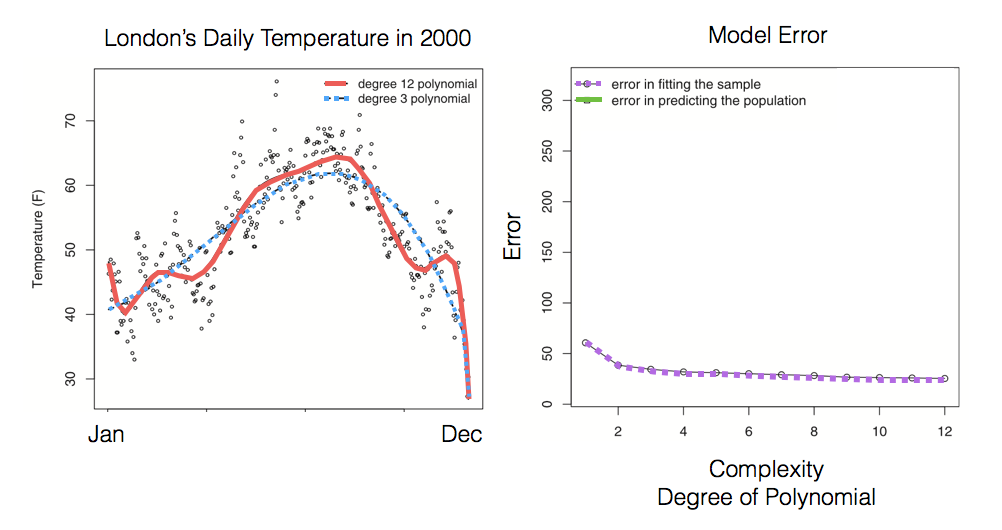 London's Daily Temperature in 2000
degree 12 polynomial
degree 3 polynomial
Temperature (F)
70
60
50
40
30
Jan
Dec
Model Error
error in fitting the sample
error in predicting the population
Error
300
250
200
150
100
50
0
2 4 6 8 10 12
Complexity
Degree of Polynomial